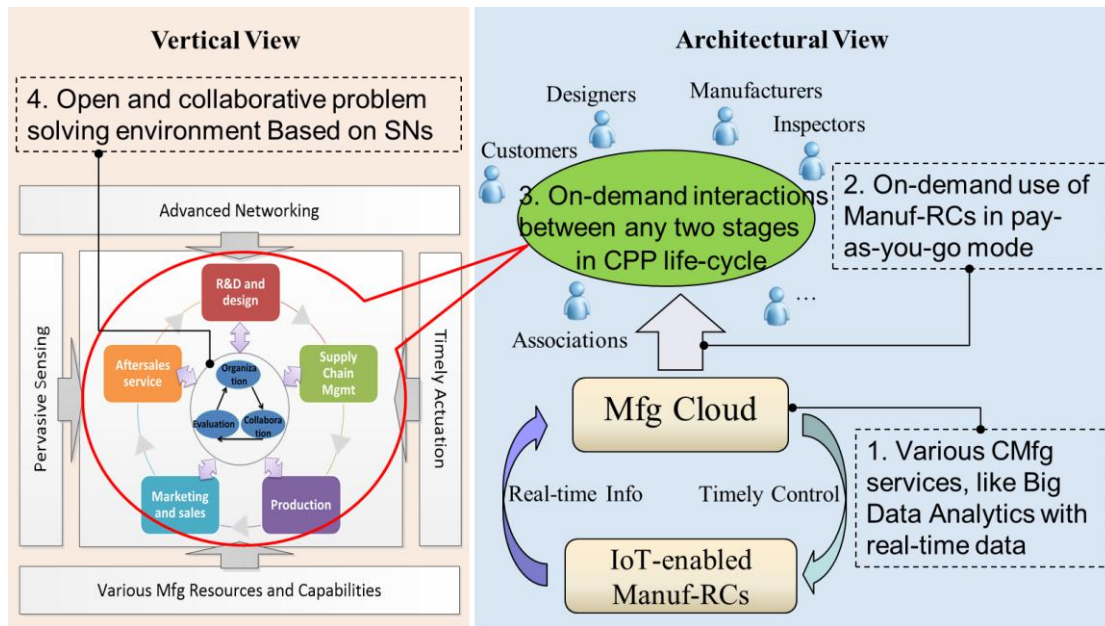 Vertical View
4. Open and collaborative problem
solving environment Based on SNs
Advanced Networking
Pervasive Sensing
Timely Actuation
R&D and
design
Supply
Chain
Mgmt
Production
Marketing
and sales
Aftersales
service
Organiza
tion
Collabora
tion
Evaluation
Various Mfg Resources and Capabilities
Architectural View
Designers
Manufacturers
Inspectors
Customers
3. On-demand interactions
between any two stages
in CPP life-cycle
2. On-demand use of
Manuf-RCs in pay-
as-you-go mode
Associations
...
Mfg Cloud
Real-time Info
Timely Control
1. Various CMfg
services, like Big
Data Analytics with
real-time data
IoT-enabled
Manuf-RCs